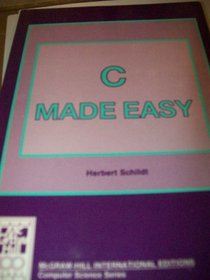 C
MADE EASY
Herbert Schildt
McGRAW-HILL INTERNATIONAL EDITIONS
Computer Science Series